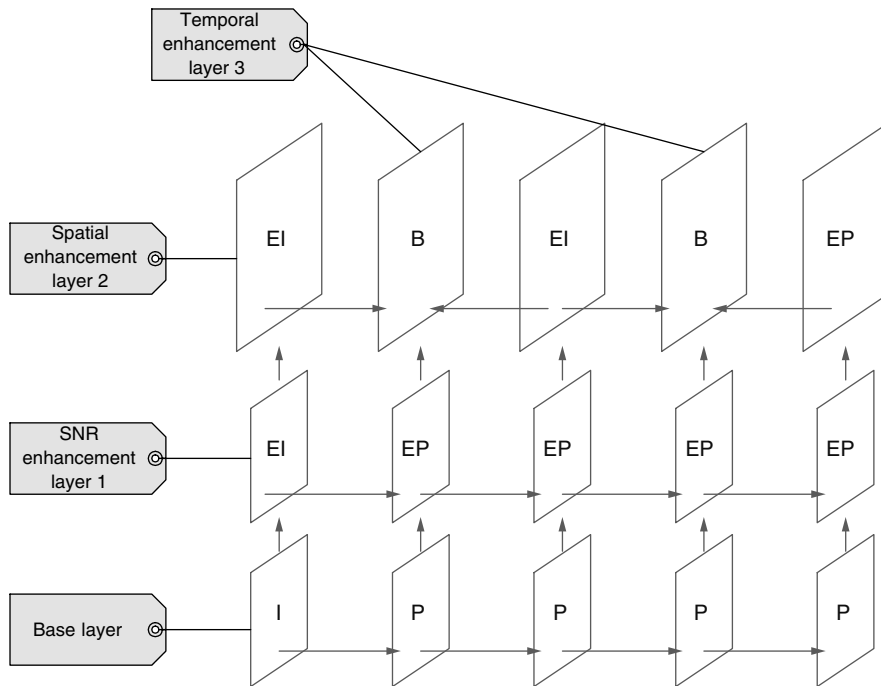 Temporal
enhancement
layer 3
EI B EI B EP
Spatial
enhancement
layer 2
EI EP EP EP EP
SNR
enhancement
layer 1
I P P P P
Base layer